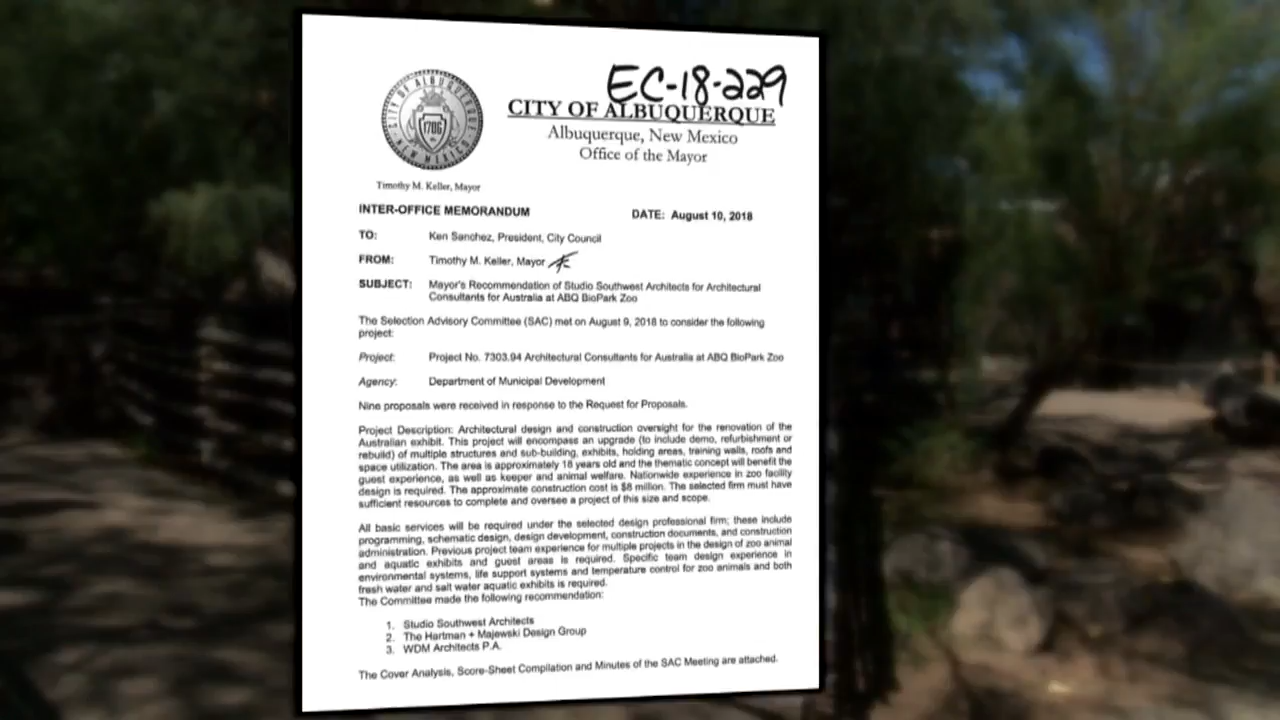 EC-18-229
CITY OF ALBUQUERQUE
Albuquerque, New Mexico
Office of the Mayor
CITY OF ALBUQUERQUE
1706
NEW MEXICO
Timothy M. Keller, Mayor
INTER-OFFICE MEMORANDUM
DATE: August 10, 2018
TO: Ken Sanchez, President, City Council
FROM: Timothy M. Keller, Mayor
SUBJECT: Mayor's Recommendation of Studio Southwest Architects for Architectural
Consultants for Australia at ABQ BioPark Zoo
The Selection Advisory Committee (SAC) met on August 9, 2018 to consider the following
project:
Project: Project No. 7303.94 Architectural Consultants for Australia at ABQ BioPark Zoo
Agency: Department of Municipal Development
Nine proposals were received in response to the Request for Proposals.
Project Description: Architectural design and construction oversight for the renovation of the
Australian exhibit. This project will encompass an upgrade (to include demo, refurbishment or
rebuild) of multiple structures and sub-building, exhibits, holding areas, training walls, roofs and
space utilization. The area is approximately 18 years old and the thematic concept will benefit the
guest experience, as well as keeper and animal welfare. Nationwide experience in zoo facility
design is required. The approximate construction cost is $8 million. The selected firm must have
sufficient resources to complete and oversee a project of this size and scope.
All basic services will be required under the selected design professional firm; these include
programming, schematic design, design development, construction documents, and construction
administration. Previous project team experience for multiple projects in the design of zoo animal
and aquatic exhibits and guest areas is required. Specific team design experience in
environmental systems, life support systems and temperature control for zoo animals and both
fresh water and salt water aquatic exhibits is required.
The Committee made the following recommendation:
1. Studio Southwest Architects
2. The Hartman + Majewski Design Group
3. WDM Architects P.A.
The Cover Analysis, Score-Sheet Compilation and Minutes of the SAC Meeting are attached.